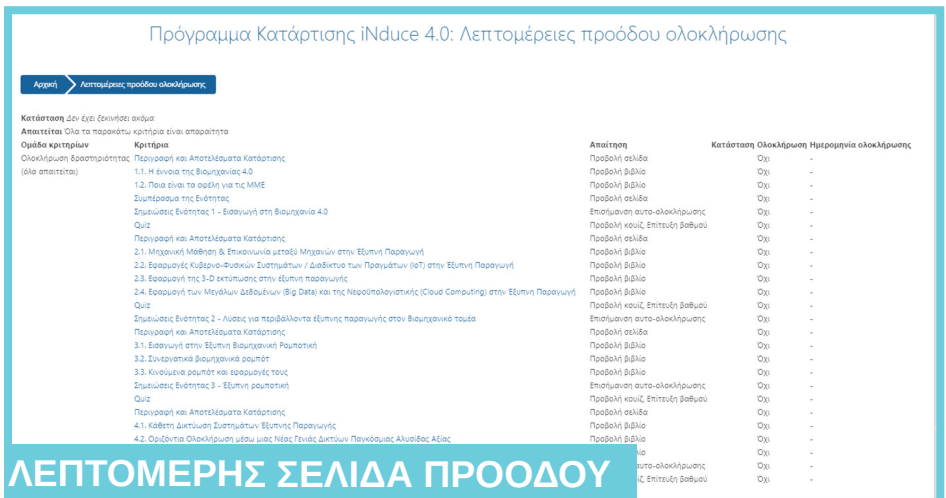 Πρόγραμμα Κατάρτισης iNduce 4.0: Λεπτομέρειες προόδου ολοκλήρωσης
Αρχική Λεπτομέρειες προόδου ολοκλήρωσης
Κατάσταση Δεν έχει ξεκινήσει ακόμα
Απαιτείται Όλα τα παρακάτω κριτήρια είναι απαραίτητα
Ομάδα κριτηρίων Κριτήρια Απαίτηση Κατάσταση Ολοκλήρωση Ημερομηνία ολοκλήρωσης
Ολοκλήρωση δραστηριότητας Περιγραφή και Αποτελέσματα Κατάρτισης Προβολή σελίδα Όχι -
(όλα απαιτείται) 1.1. Η έννοια της Βιομηχανίας 4.0 Προβολή βιβλίο Όχι -
1.2. Ποια είναι τα οφέλη για τις ΜΜΕ Προβολή βιβλίο Όχι -
Συμπέρασμα της Ενότητας Προβολή σελίδα Όχι -
Σημειώσεις Ενότητας 1 - Εισαγωγή στη Βιομηχανία 4.0 Επισήμανση αυτο-ολοκλήρωσης Όχι -
Quiz Προβολή κουίζ, Επίτευξη βαθμού Όχι -
Περιγραφή και Αποτελέσματα Κατάρτισης Προβολή σελίδα Όχι -
2.1. Μηχανική Μάθηση & Επικοινωνία μεταξύ Μηχανών στην Έξυπνη Παραγωγή Προβολή βιβλίο Όχι -
2.2. Εφαρμογές Κυβερνο-Φυσικών Συστημάτων / Διαδίκτυο των Πραγμάτων (IoT) στην Έξυπνη Παραγωγή Προβολή βιβλίο Όχι -
2.3. Εφαρμογή της 3-D εκτύπωσης στην έξυπνη παραγωγής Προβολή βιβλίο Όχι -
2.4. Εφαρμογή των Μεγάλων Δεδομένων (Big Data) και της Νεφοϋπολογιστικής (Cloud Computing) στην Έξυπνη Παραγωγή Προβολή βιβλίο Όχι -
Quiz Προβολή κουίζ, Επίτευξη βαθμού Όχι -
Σημειώσεις Ενότητας 2 - Λύσεις για περιβάλλοντα έξυπνης παραγωγής στον Βιομηχανικό τομέα Επισήμανση αυτο-ολοκλήρωσης Όχι -
Περιγραφή και Αποτελέσματα Κατάρτισης Προβολή σελίδα Όχι -
3.1. Εισαγωγή στην Έξυπνη Βιομηχανική Ρομποτική Προβολή βιβλίο Όχι -
3.2. Συνεργατικά βιομηχανικά ρομπότ Προβολή βιβλίο Όχι -
3.3. Κινούμενα ρομπότ και εφαρμογές τους Προβολή βιβλίο Όχι -
Σημειώσεις Ενότητας 3 - Έξυπνη ρομποτική Επισήμανση αυτο-ολοκλήρωσης Όχι -
Quiz Προβολή κουίζ, Επίτευξη βαθμού Όχι -
Περιγραφή και Αποτελέσματα Κατάρτισης Προβολή σελίδα Όχι -
4.1. Κάθετη Δικτύωση Συστημάτων Έξυπνης Παραγωγής Προβολή βιβλίο Όχι -
4.2. Οριζόντια Ολοκλήρωση μέσω μιας Νέας Γενιάς Δικτύων Παγκόσμιας Αλυσίδας Αξίας Προβολή βιβλίο Όχι -
Όχι -
αυτο-ολοκλήρωσης Όχι -
Επίτευξη βαθμού Όχι -
ΛΕΠΤΟΜΕΡΗΣ ΣΕΛΙΔΑ ΠΡΟΟΔΟΥ